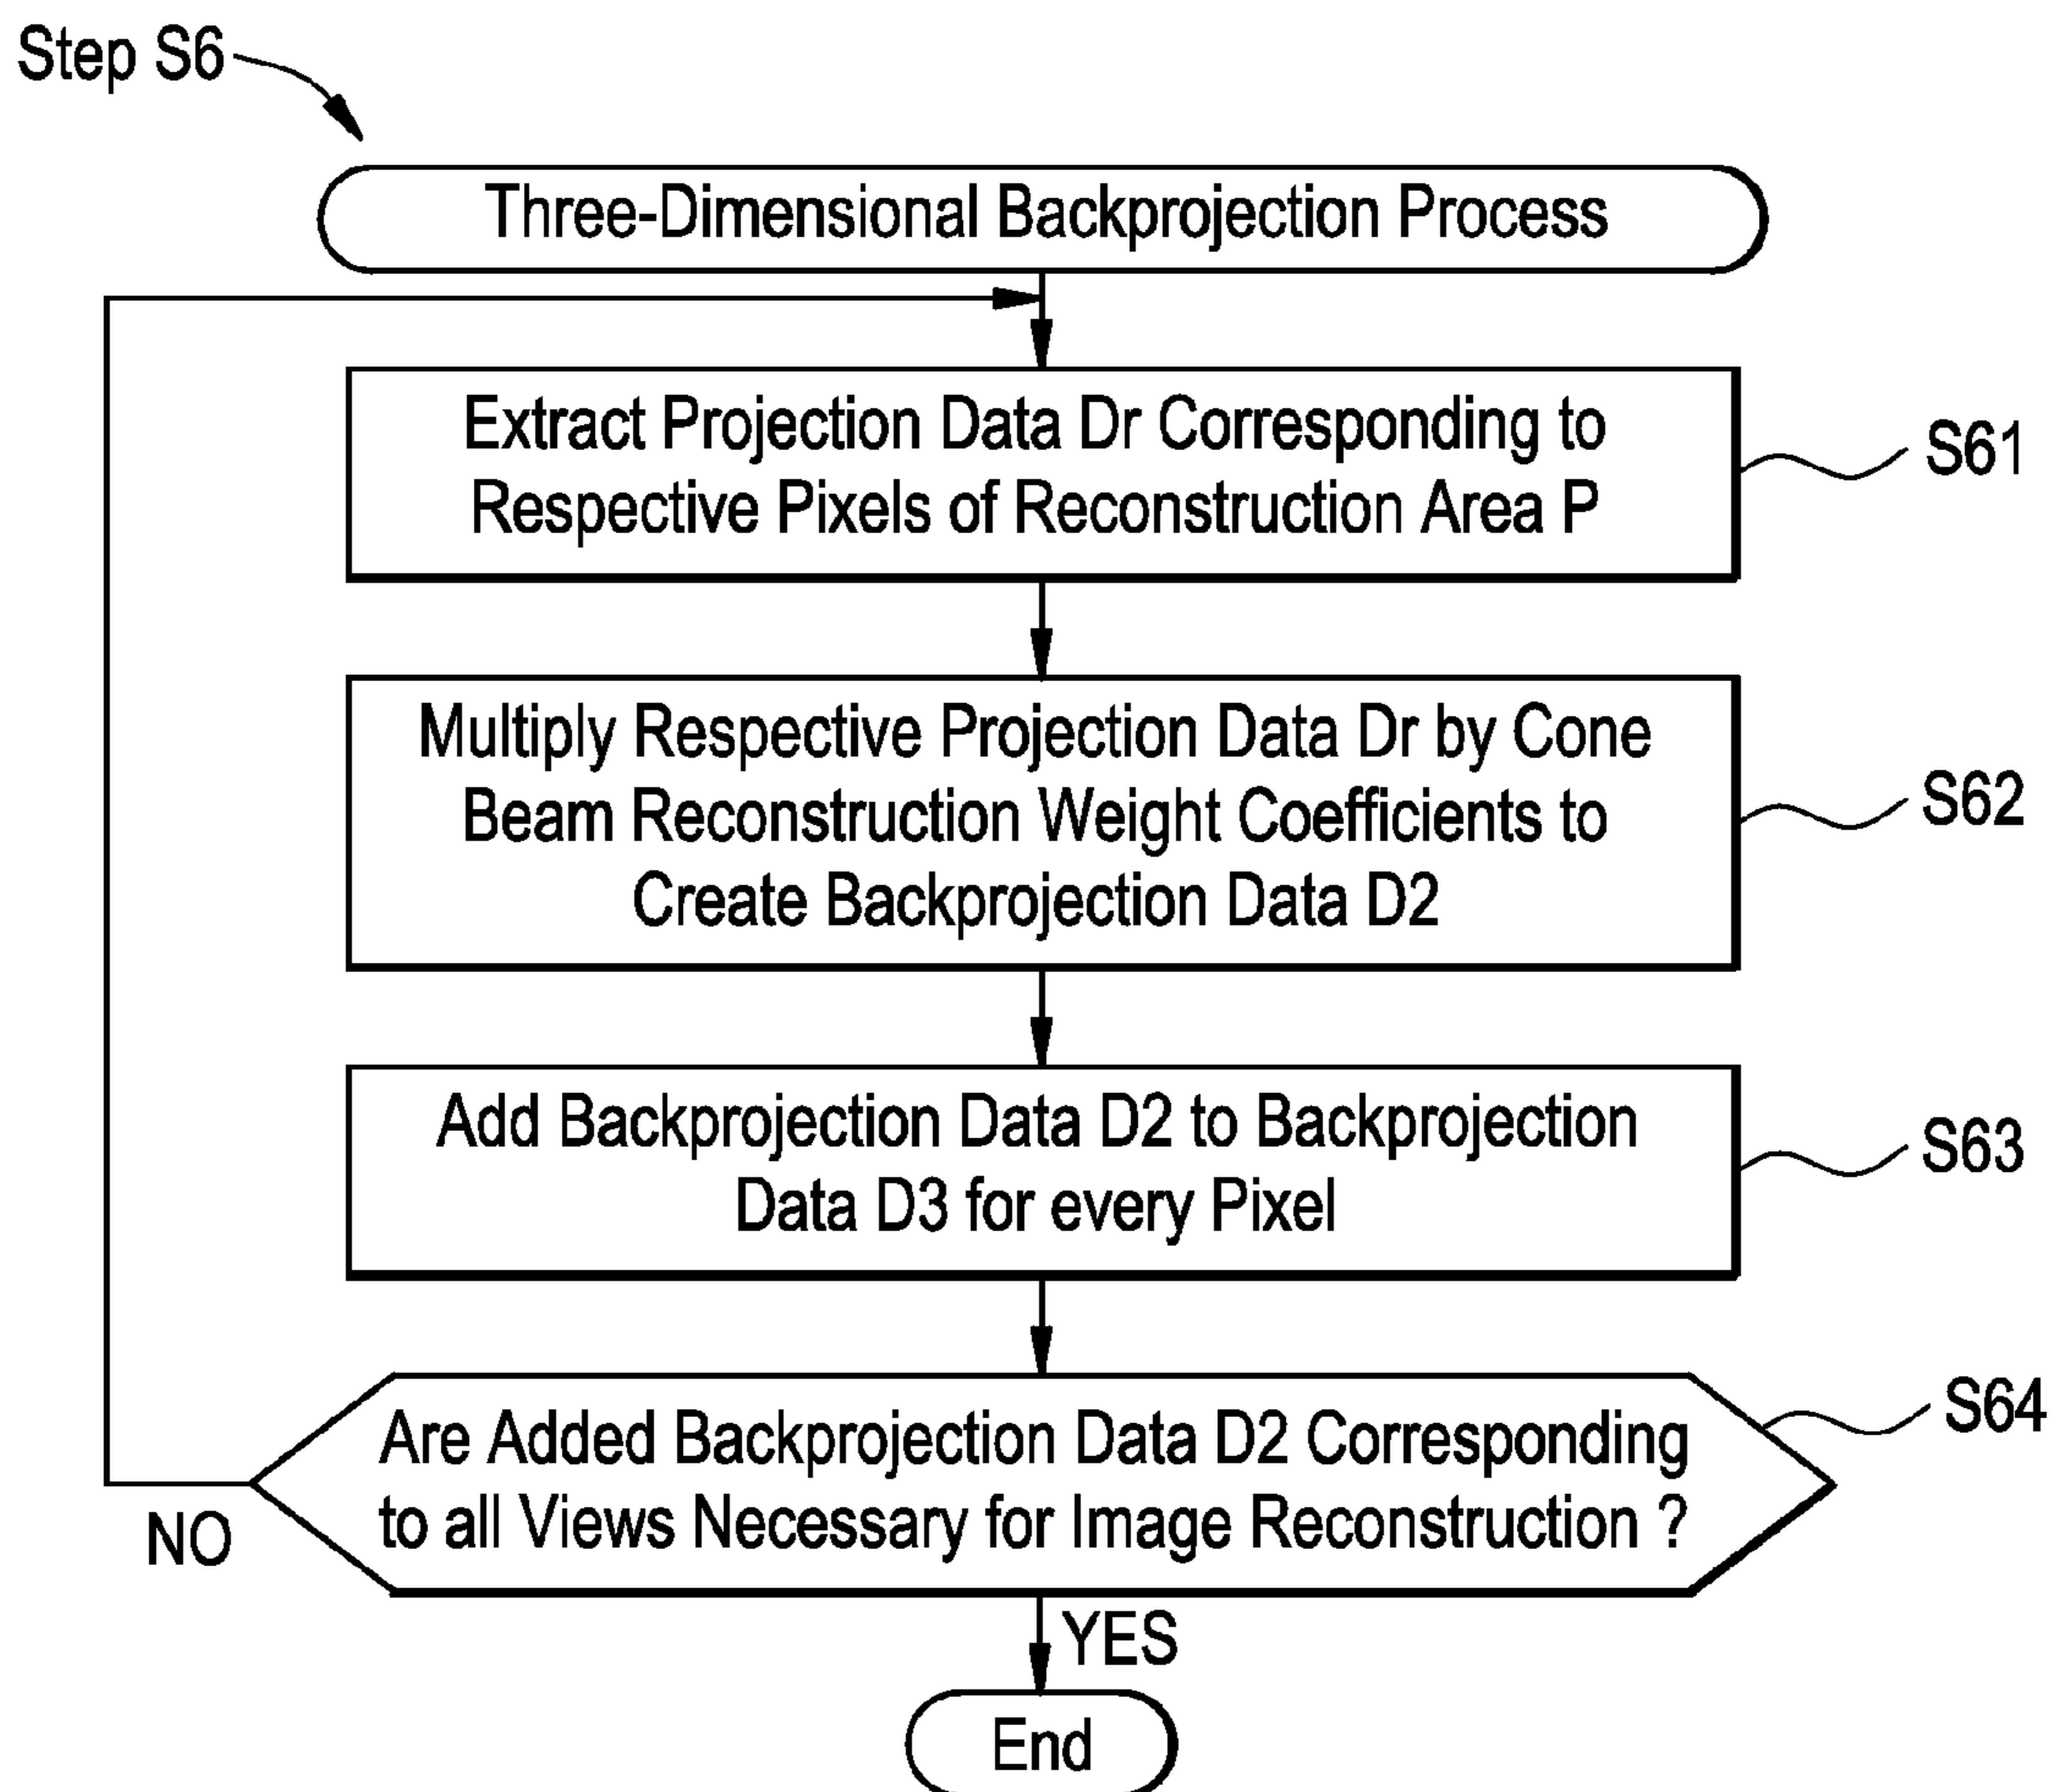 Step S6
Three-Dimensional Backprojection Process
Extract Projection Data Dr Corresponding to
Respective Pixels of Reconstruction Area P
S61
Multiply Respective Projection Data Dr by Cone
Beam Reconstruction Weight Coefficients to
Create Backprojection Data D2
S62
Add Backprojection Data D2 to Backprojection
Data D3 for every Pixel
S63
Are Added Backprojection Data D2 Corresponding
to all Views Necessary for Image Reconstruction ?
S64
NO
YES
End